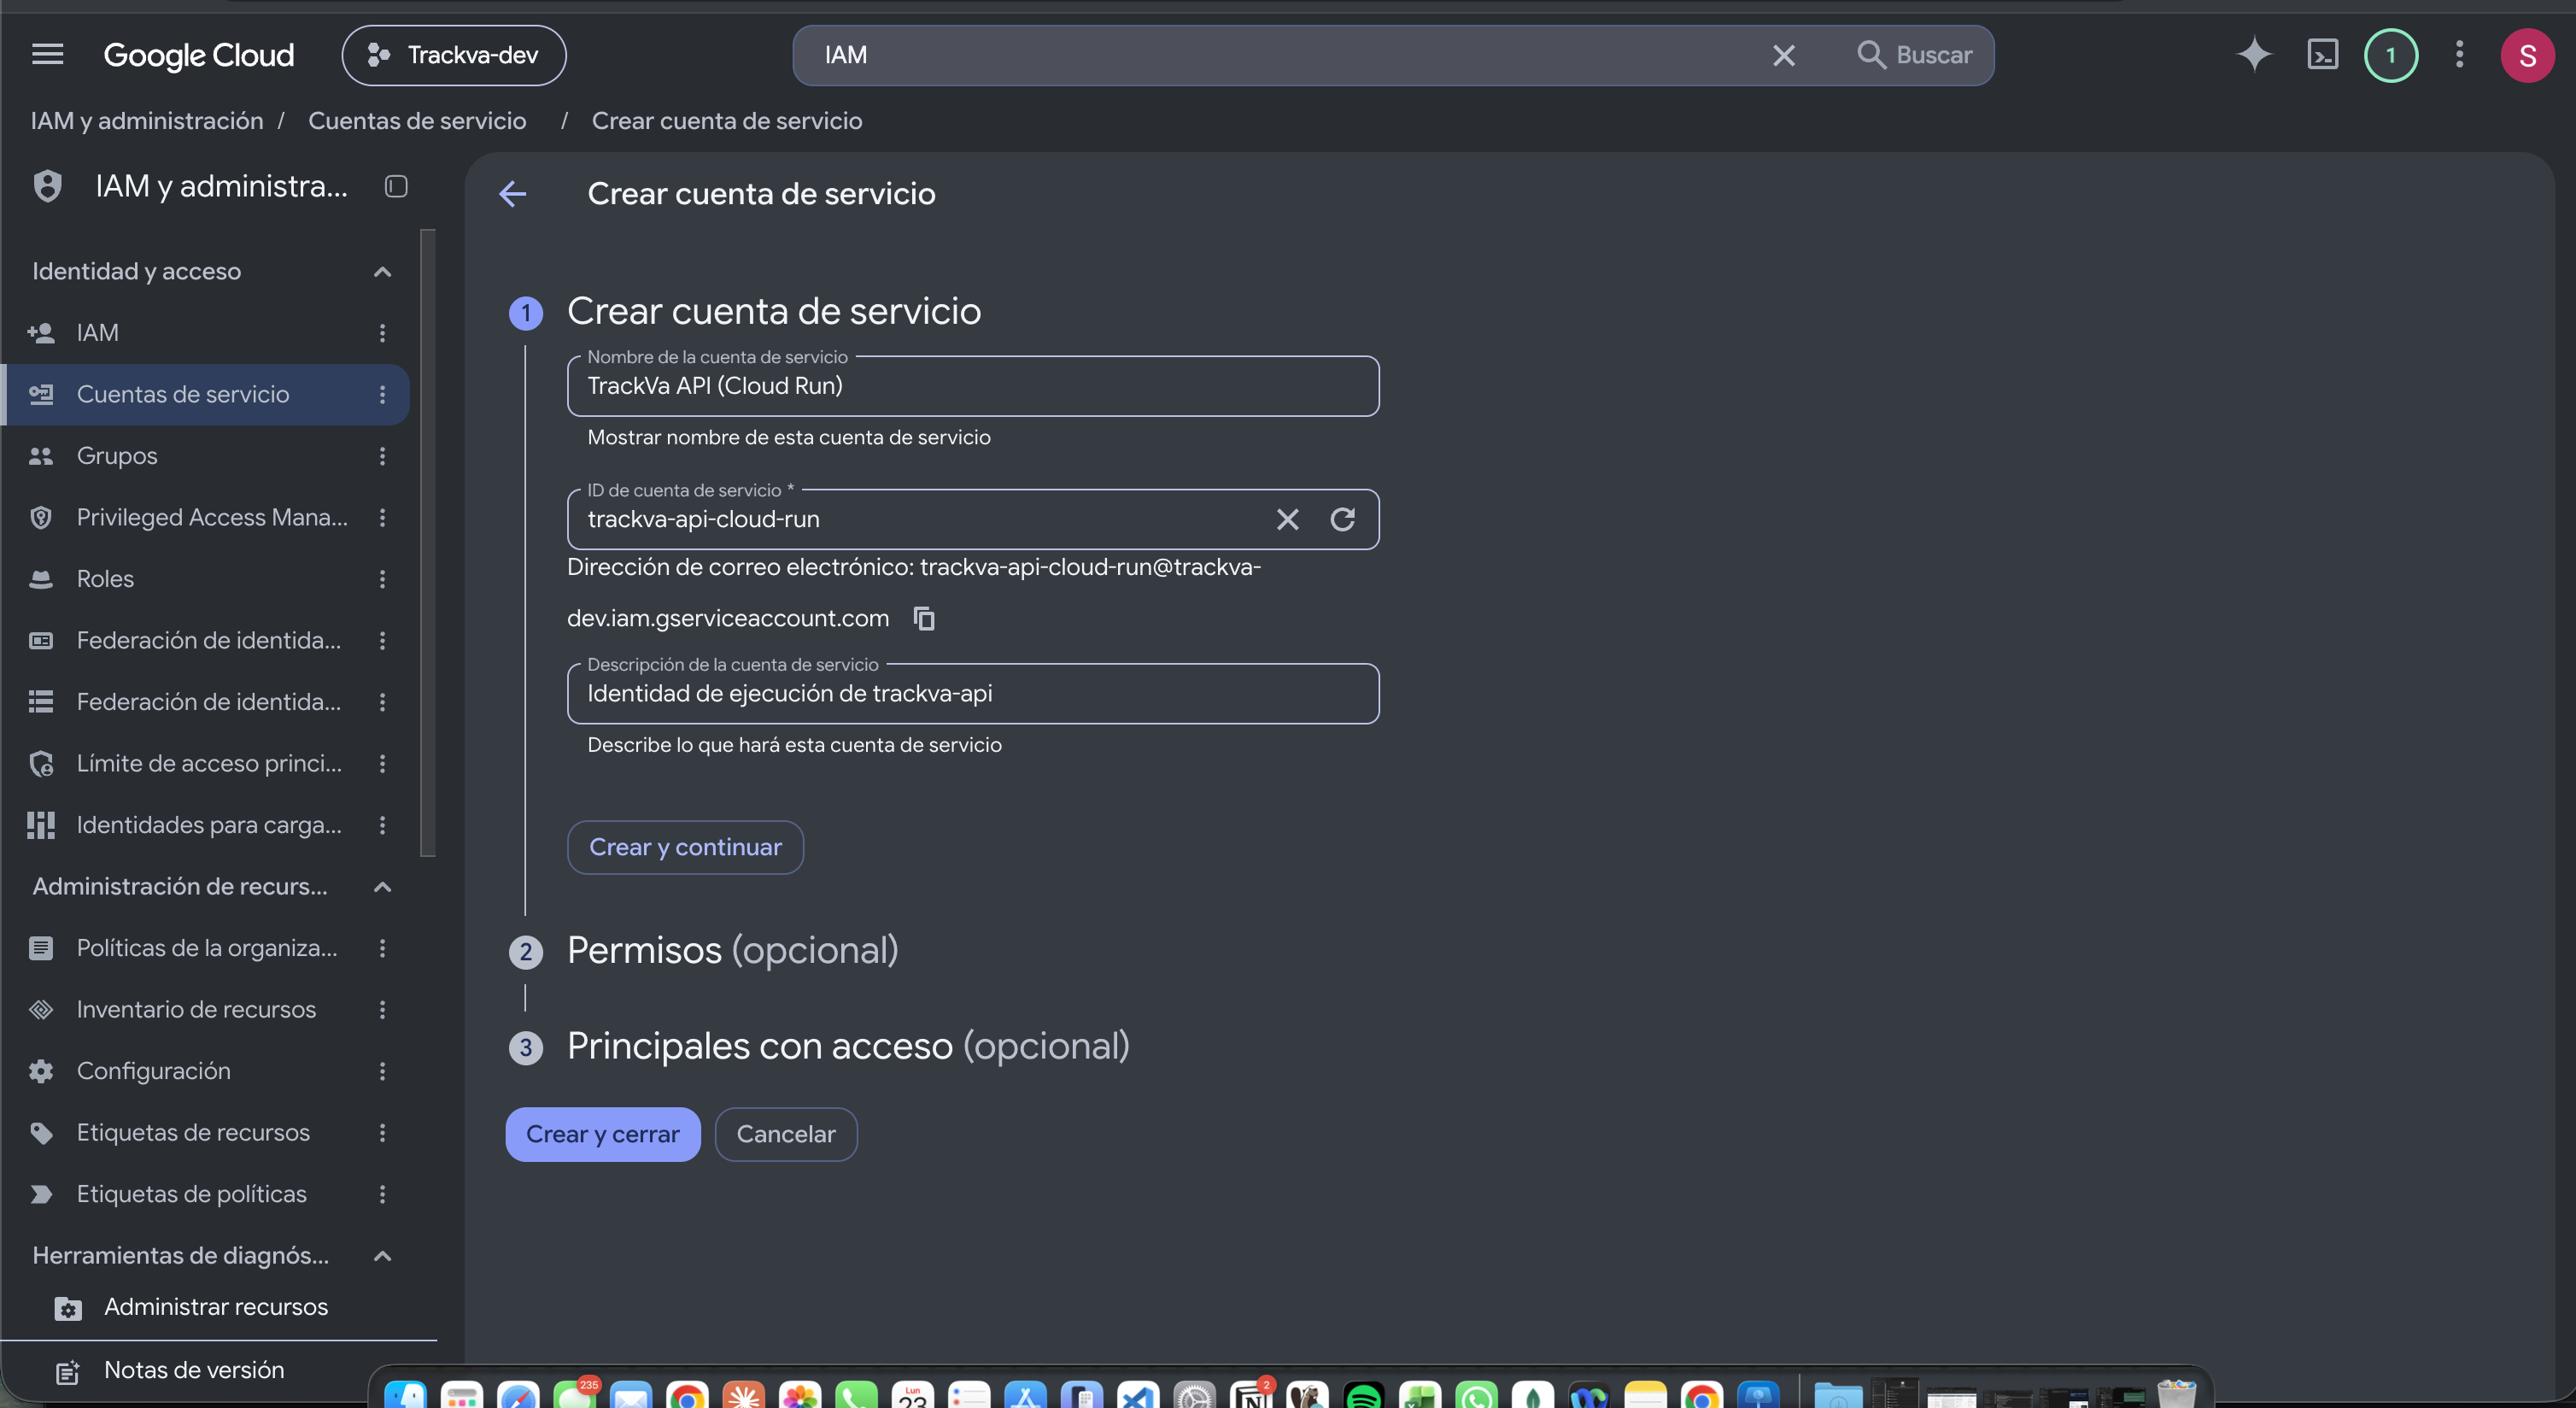 Google Cloud
Trackva-dev
IAM
Buscar
1
S
IAM y administración / Cuentas de servicio / Crear cuenta de servicio
IAM y administra...
Identidad y acceso
IAM
Cuentas de servicio
Grupos
Privileged Access Mana...
Roles
Federación de identida...
Federación de identida...
Límite de acceso princi...
Identidades para carga...
Administración de recurs...
Políticas de la organiza...
Inventario de recursos
Configuración
Etiquetas de recursos
Etiquetas de políticas
Herramientas de diagnós...
Administrar recursos
Notas de versión
Crear cuenta de servicio
1 Crear cuenta de servicio
Nombre de la cuenta de servicio
TrackVa API (Cloud Run)
Mostrar nombre de esta cuenta de servicio
ID de cuenta de servicio *
trackva-api-cloud-run
Dirección de correo electrónico: trackva-api-cloud-run@trackva-
dev.iam.gserviceaccount.com
Descripción de la cuenta de servicio
Identidad de ejecución de trackva-api
Describe lo que hará esta cuenta de servicio
Crear y continuar
2 Permisos (opcional)
3 Principales con acceso (opcional)
Crear y cerrar
Cancelar
235
Lun
23
2